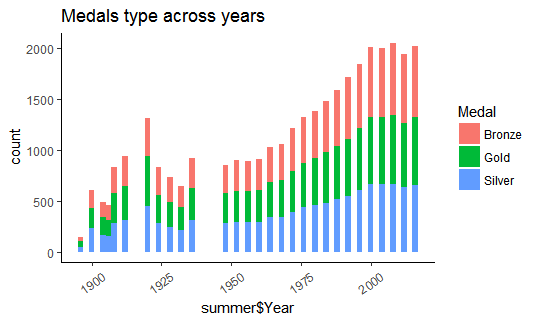 Medals type across years
2000
1500
1000
500
0
count
1900
1925
1950
1975
2000
summer$Year
Medal
Bronze
Gold
Silver